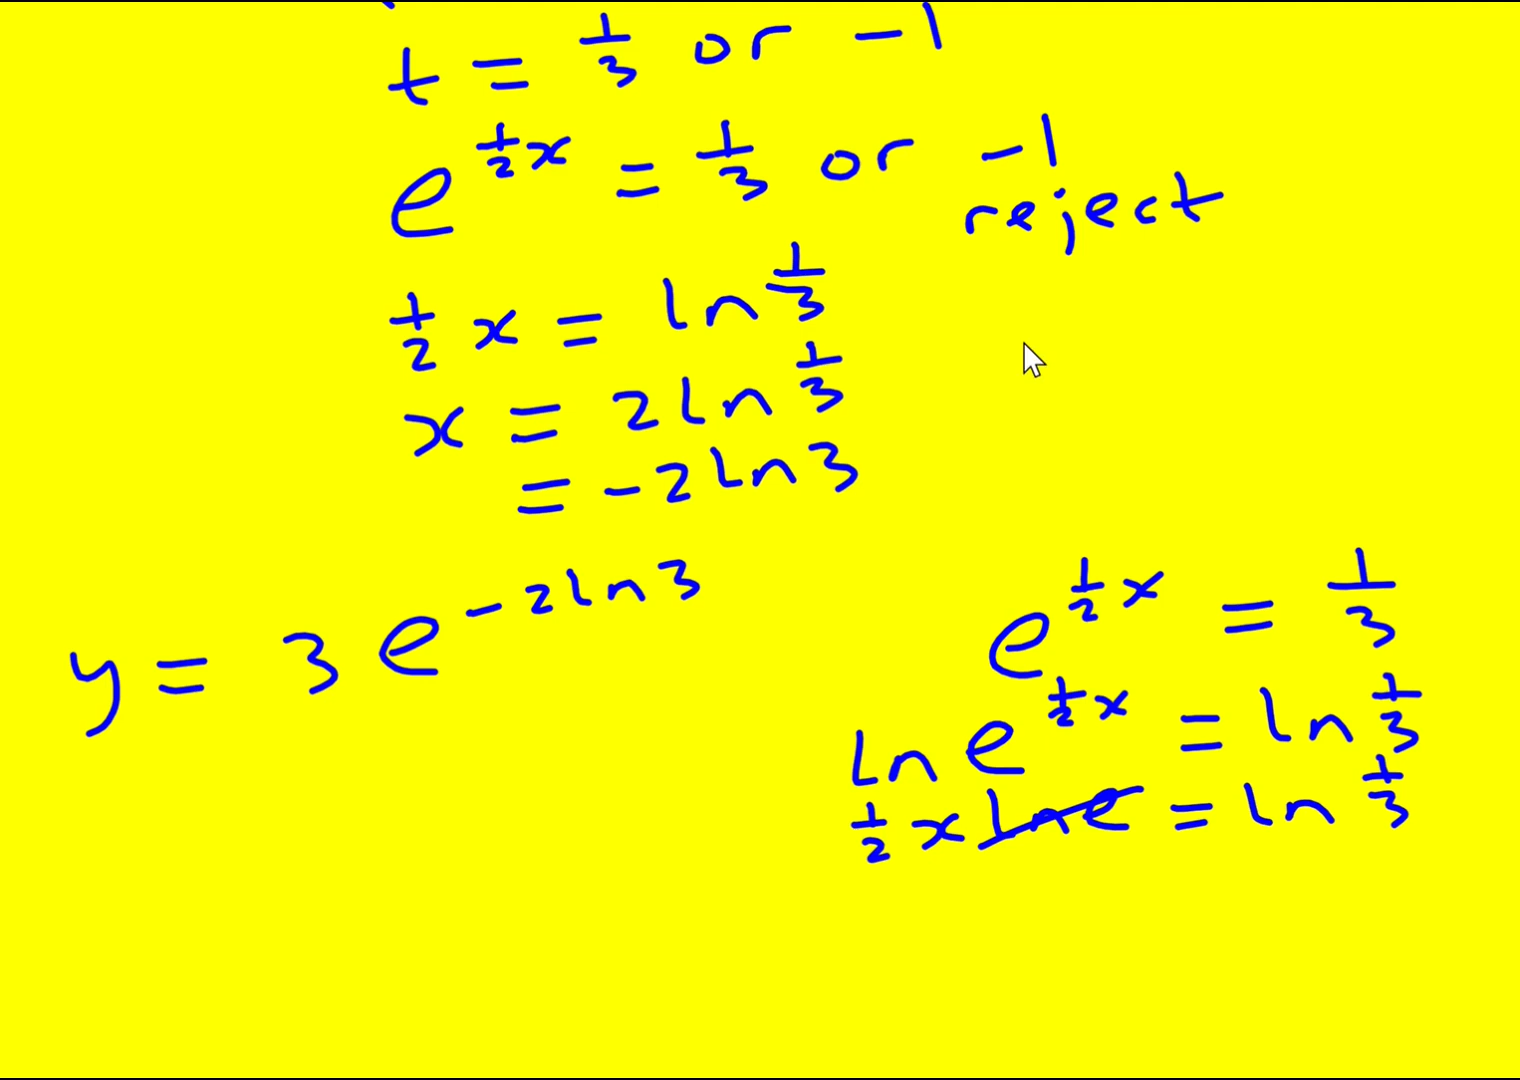 t = 1/3 or -1
e^{1/2 x} = 1/3 or -1
reject
1/2 x = ln 1/3
x = 2 ln 1/3
= -2 ln 3
y = 3 e^{-2 ln 3}
e^{1/2 x} = 1/3
ln e^{1/2 x} = ln 1/3
1/2 x ln e = ln 1/3